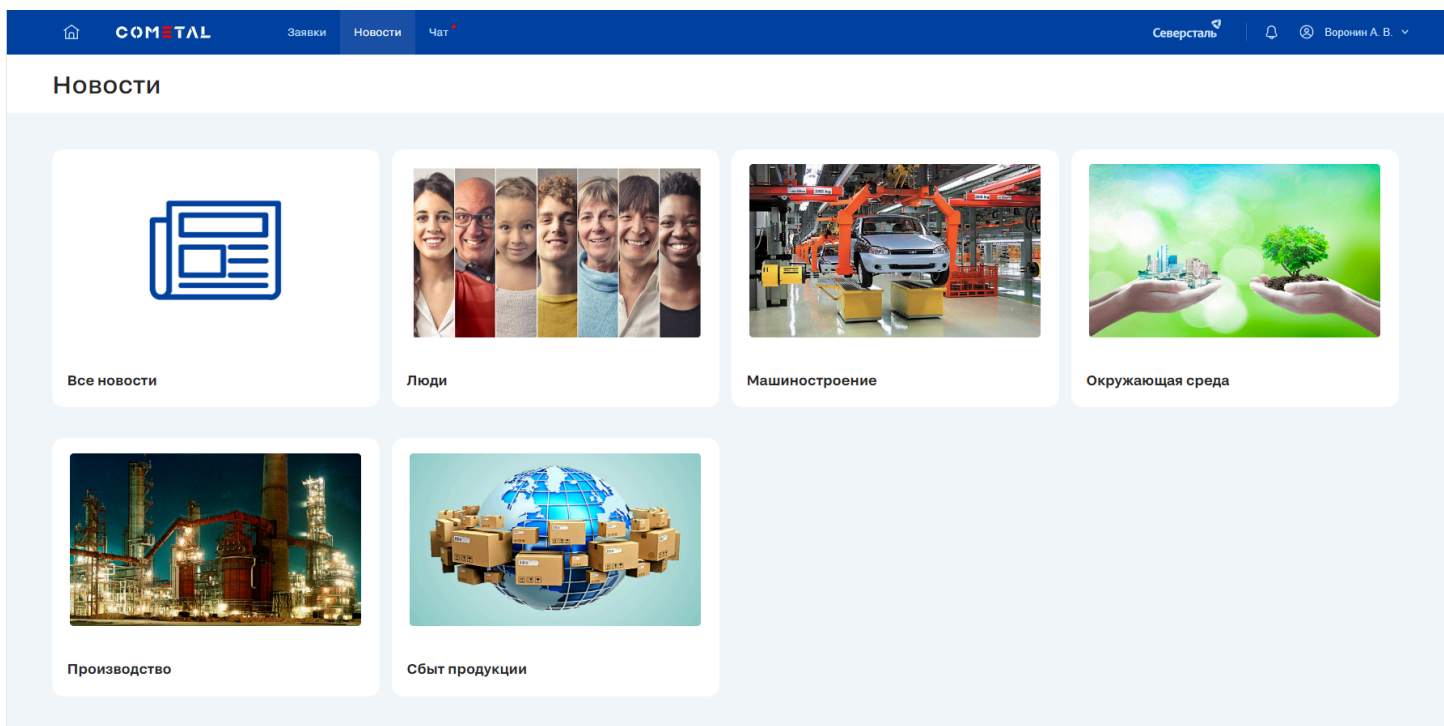 COMETAL
Заявки
Новости
Чат
Северсталь
Воронин А. В.
Новости
Все новости
Люди
Машиностроение
Окружающая среда
Производство
Сбыт продукции